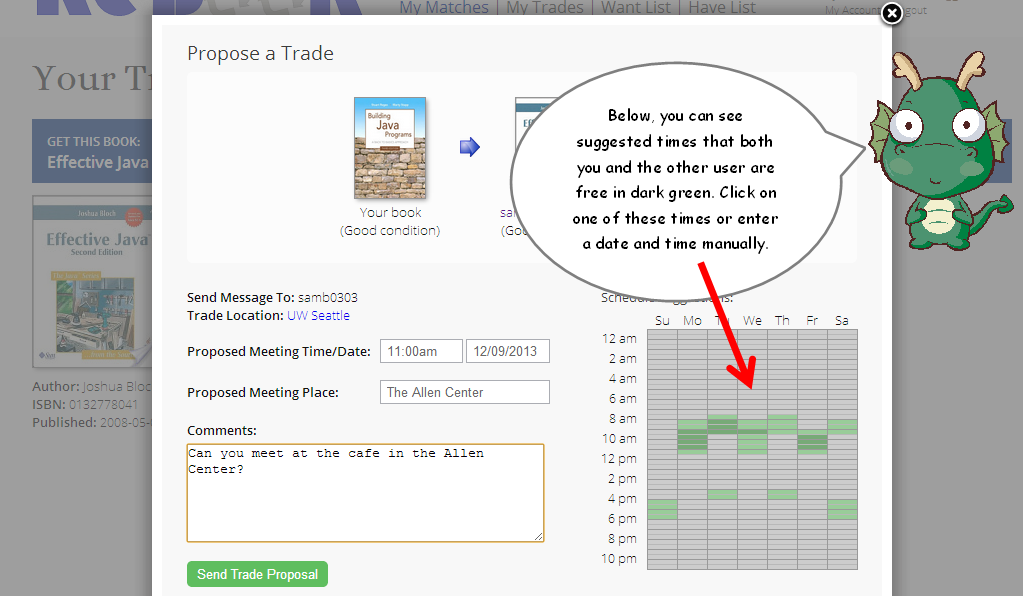 My Matches
My Trades
Want List
Have List
My Account
Your Tr
Propose a Trade
GET THIS BOOK:
Effective Java
Joshua Bloch
Effective Java
Second Edition
Author: Joshua Bloc
ISBN: 0132778041
Published: 2008-05-
Building
Java
Programs
Your book
(Good condition)
Below, you can see
suggested times that both
you and the other user are
free in dark green. Click on
one of these times or enter
a date and time manually.
Send Message To: samb0303
Trade Location: UW Seattle
Proposed Meeting Time/Date: 11:00am 12/09/2013
Proposed Meeting Place: The Allen Center
Comments:
Can you meet at the cafe in the Allen
Center?
Send Trade Proposal
Su Mo Tu We Th Fr Sa
12 am
2 am
4 am
6 am
8 am
10 am
12 pm
2 pm
4 pm
6 pm
8 pm
10 pm